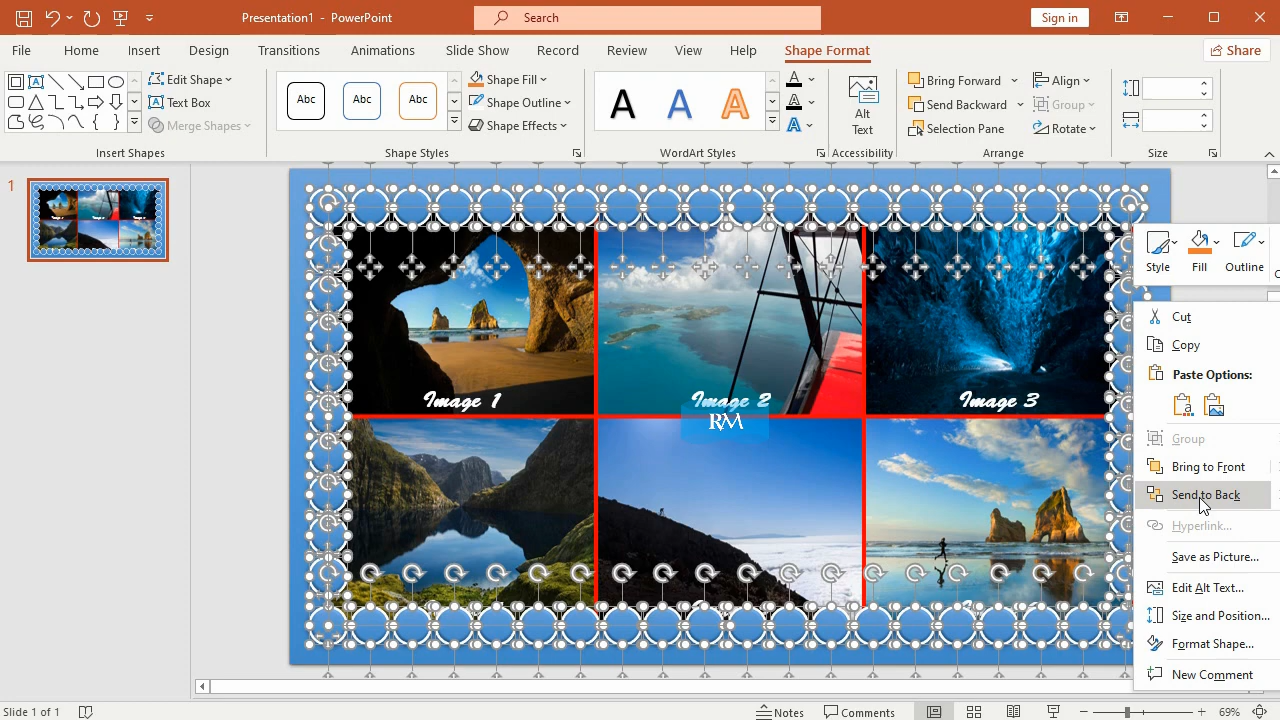 Presentation1 - PowerPoint
Search
Sign in
File Home Insert Design Transitions Animations Slide Show Record Review View Help Shape Format
Share
Edit Shape
Text Box
Merge Shapes
Insert Shapes
Abc Abc Abc
Shape Fill
Shape Outline
Shape Effects
Shape Styles
A A A
A
A
A
WordArt Styles
Alt
Text
Accessibility
Bring Forward
Send Backward
Selection Pane
Align
Group
Rotate
Arrange
Size
1
Image 1
Image 2
Image 3
RM
Style Fill Outline
Cut
Copy
Paste Options:
Group
Bring to Front
Send to Back
Hyperlink...
Save as Picture...
Edit Alt Text...
Size and Position...
Format Shape...
New Comment
Slide 1 of 1
Notes
Comments
69%